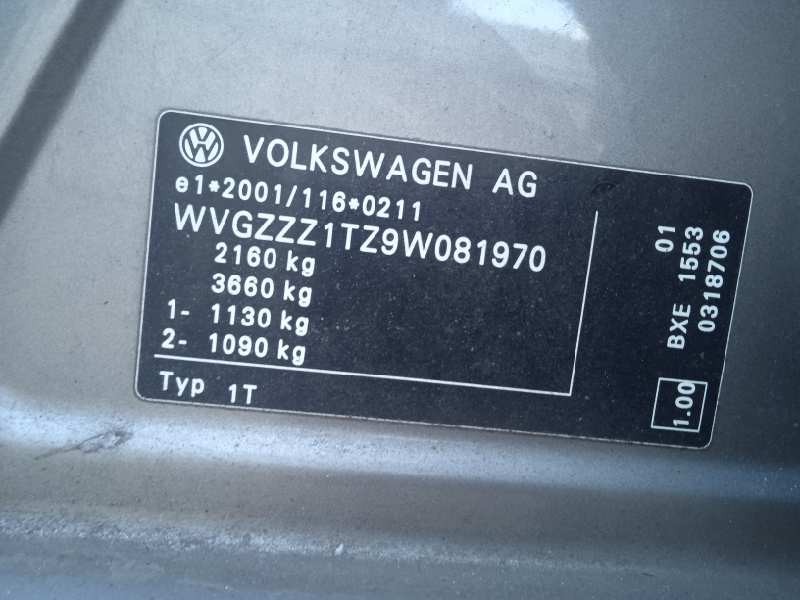 VOLKSWAGEN AG
e1*2001/116*0211
WVGZZZ1TZ9W081970
2160 kg
3660 kg
1- 1130 kg
2- 1090 kg
Typ 1T
01
BXE 1553
0318706
1.00